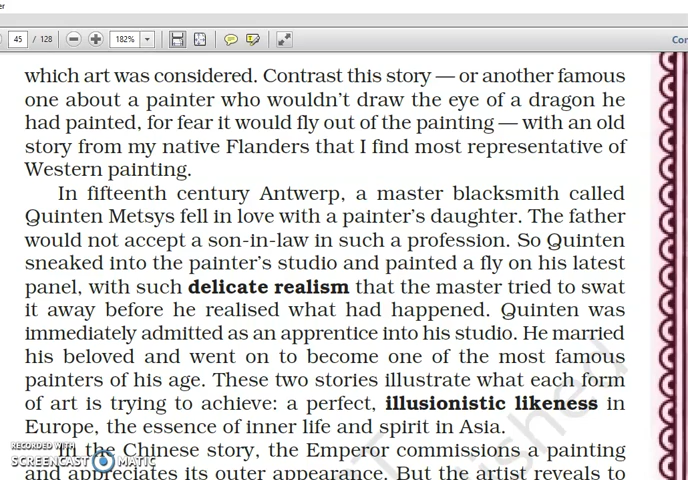 er
45 / 128
182%
Con
which art was considered. Contrast this story — or another famous
one about a painter who wouldn't draw the eye of a dragon he
had painted, for fear it would fly out of the painting — with an old
story from my native Flanders that I find most representative of
Western painting.
In fifteenth century Antwerp, a master blacksmith called
Quinten Metsys fell in love with a painter's daughter. The father
would not accept a son-in-law in such a profession. So Quinten
sneaked into the painter's studio and painted a fly on his latest
panel, with such delicate realism that the master tried to swat
it away before he realised what had happened. Quinten was
immediately admitted as an apprentice into his studio. He married
his beloved and went on to become one of the most famous
painters of his age. These two stories illustrate what each form
of art is trying to achieve: a perfect, illusionistic likeness in
Europe, the essence of inner life and spirit in Asia.
In the Chinese story, the Emperor commissions a painting
and appreciates its outer appearance. But the artist reveals to
RECORDED WITH
SCREENCAST MATIC